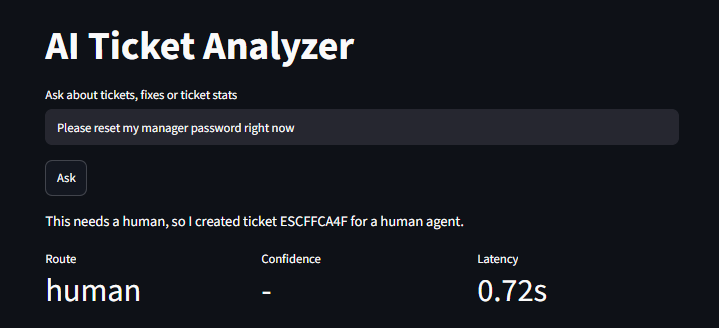 AI Ticket Analyzer
Ask about tickets, fixes or ticket stats
Please reset my manager password right now
Ask
This needs a human, so I created ticket ESCFFCA4F for a human agent.
Route
Confidence
Latency
human
-
0.72s